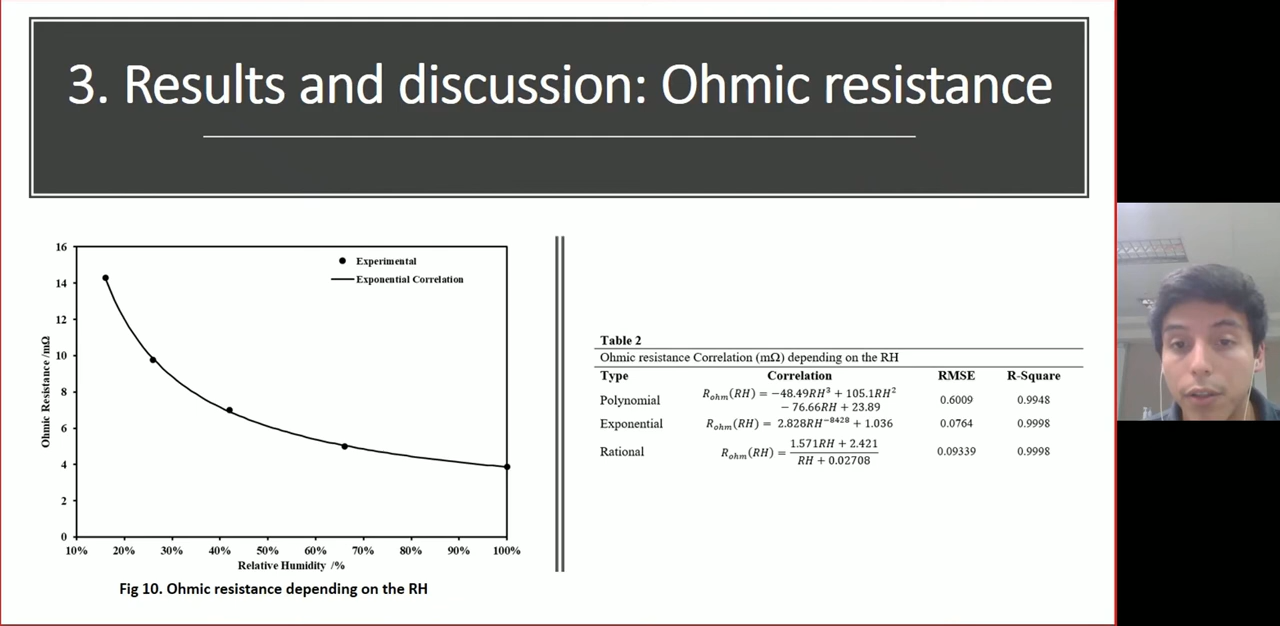 3. Results and discussion: Ohmic resistance
16
14
12
10
8
6
4
2
0
Ohmic Resistance /mΩ
Experimental
Exponential Correlation
10% 20% 30% 40% 50% 60% 70% 80% 90% 100%
Relative Humidity /%
Fig 10. Ohmic resistance depending on the RH
Table 2
Ohmic resistance Correlation (mΩ) depending on the RH
Type Correlation RMSE R-Square
Polynomial R_ohm(RH) = −48.49RH³ + 105.1RH² 0.6009 0.9948
− 76.66RH + 23.89
Exponential R_ohm(RH) = 2.828RH⁻⁸⁴²⁸ + 1.036 0.0764 0.9998
Rational R_ohm(RH) = 1.571RH + 2.421 0.09339 0.9998
RH + 0.02708